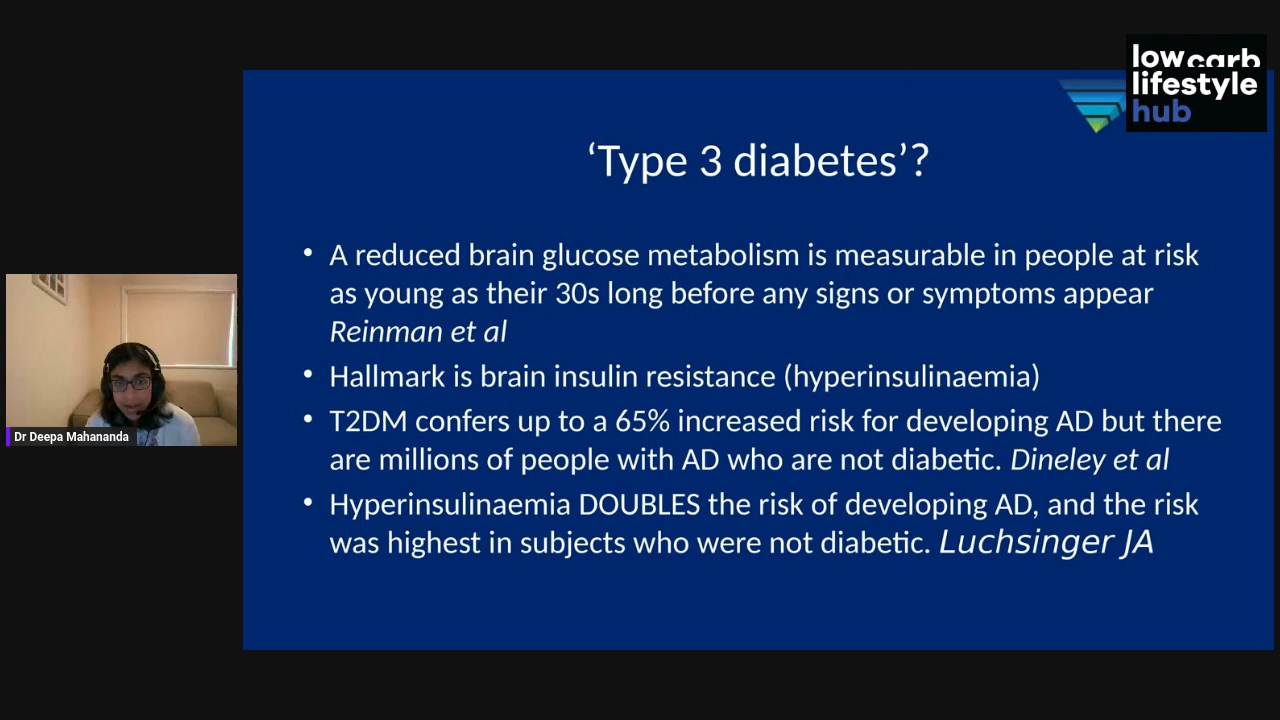 low carb
lifestyle
hub
‘Type 3 diabetes’?
• A reduced brain glucose metabolism is measurable in people at risk
as young as their 30s long before any signs or symptoms appear
Reinman et al
• Hallmark is brain insulin resistance (hyperinsulinaemia)
• T2DM confers up to a 65% increased risk for developing AD but there
are millions of people with AD who are not diabetic. Dineley et al
• Hyperinsulinaemia DOUBLES the risk of developing AD, and the risk
was highest in subjects who were not diabetic. Luchsinger JA
Dr Deepa Mahananda